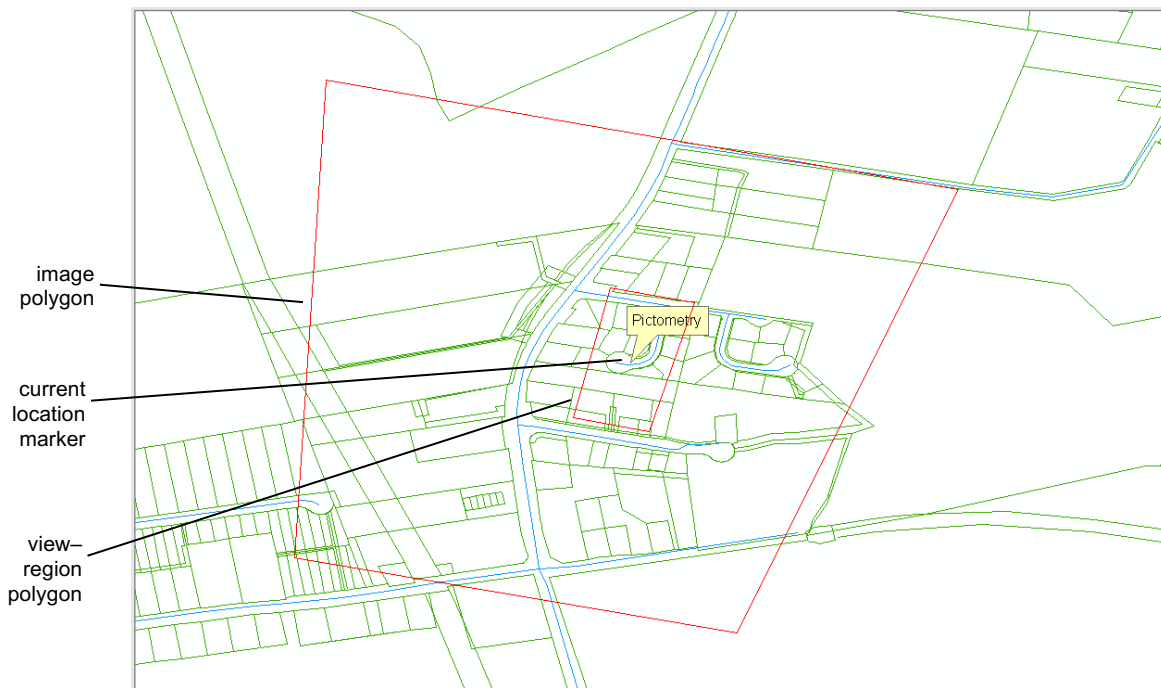 image
polygon
Pictometry
current
location
marker
view–
region
polygon